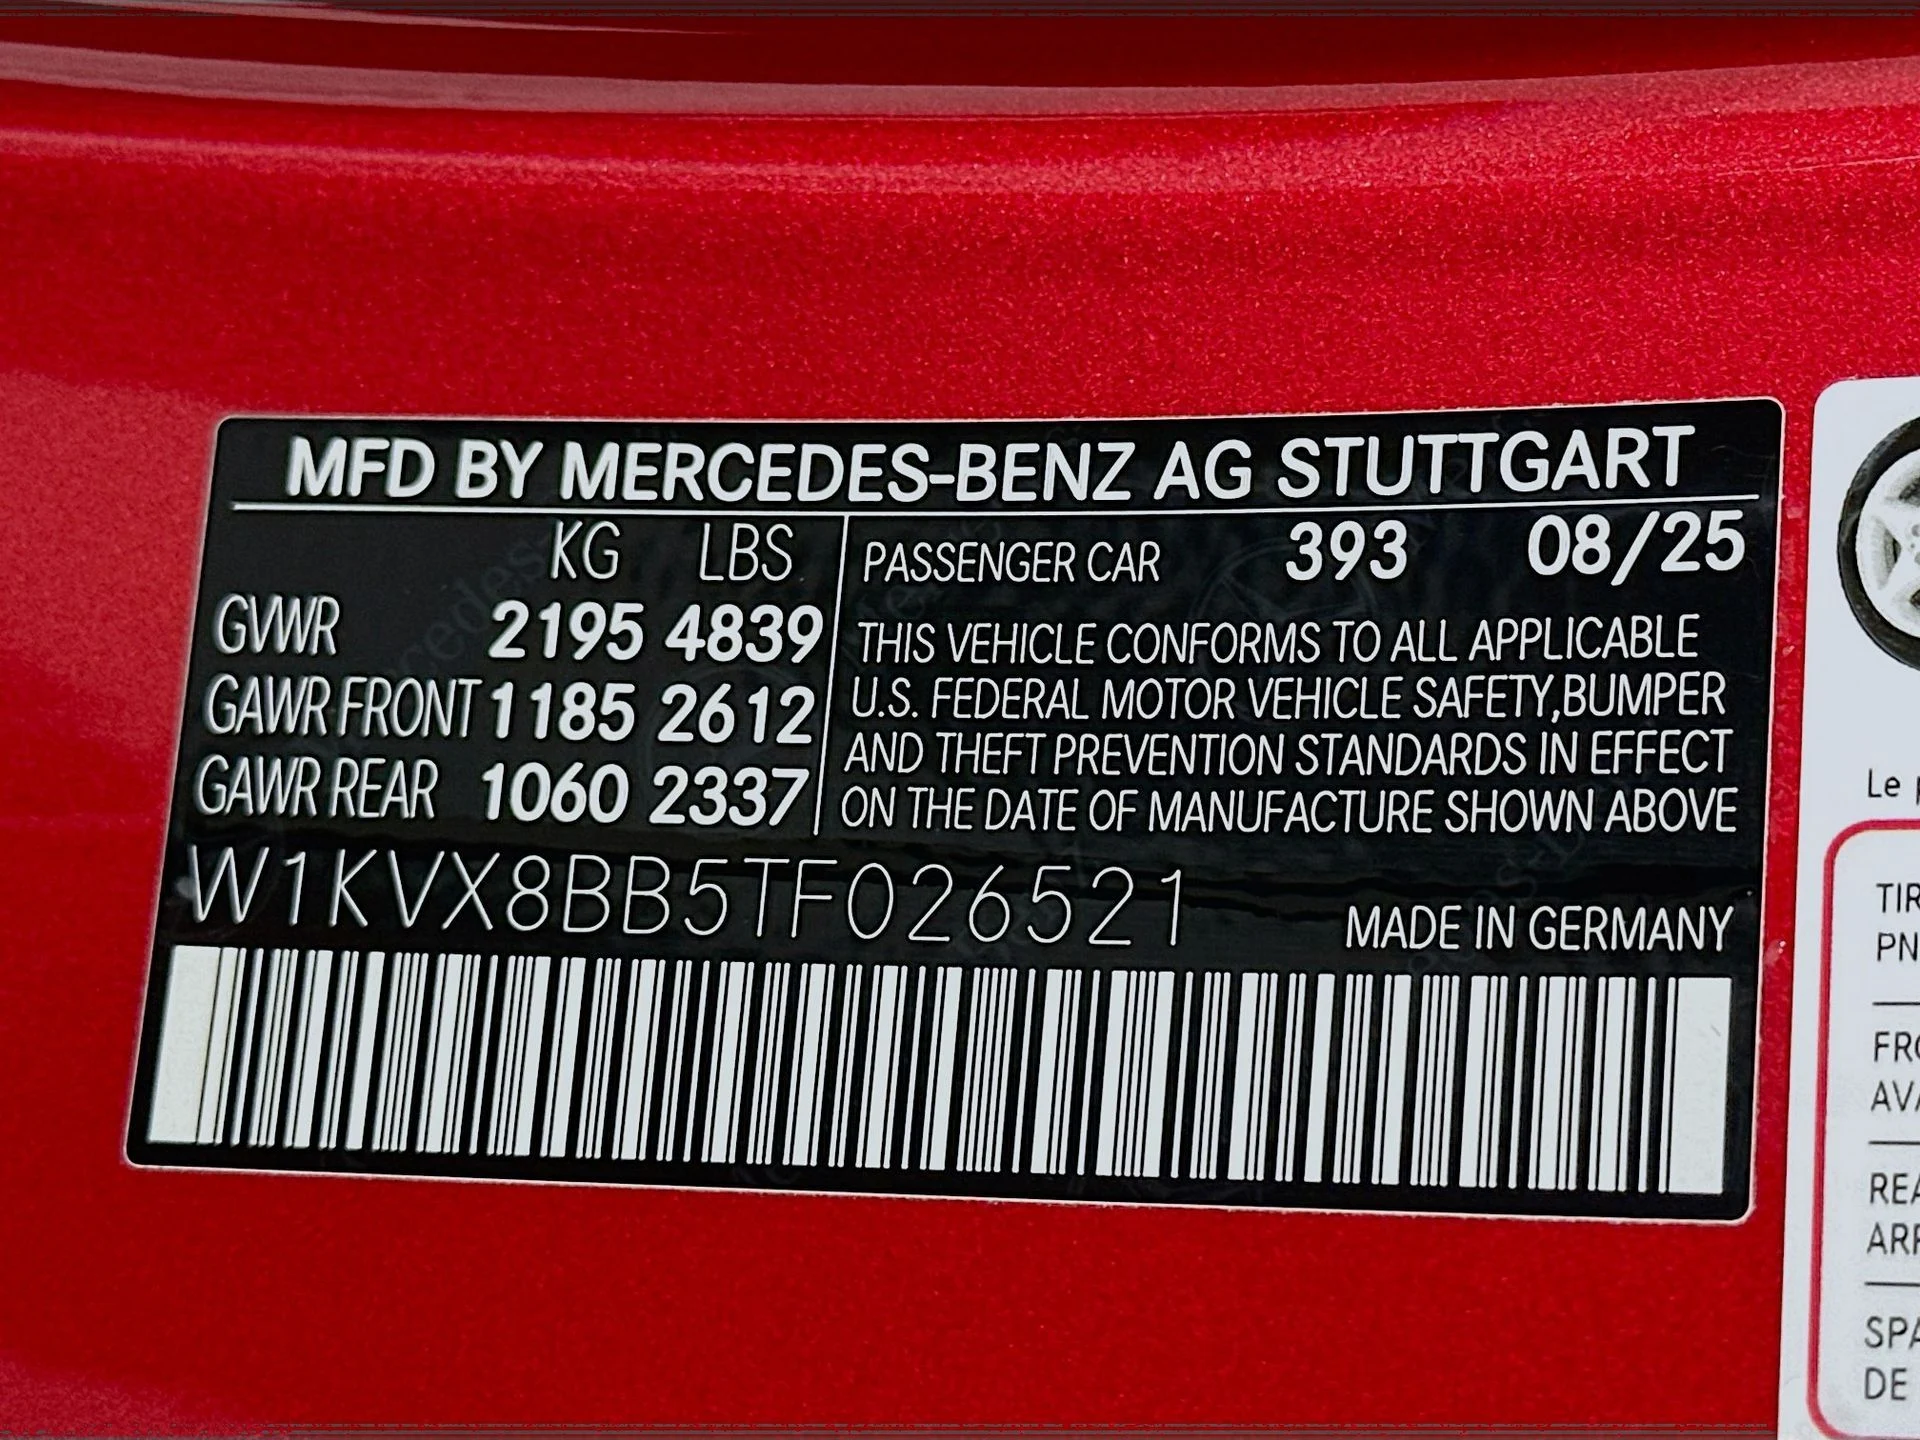 MFD BY MERCEDES-BENZ AG STUTTGART
KG LBS
GVWR 2195 4839
GAWR FRONT 1185 2612
GAWR REAR 1060 2337
PASSENGER CAR 393 08/25
THIS VEHICLE CONFORMS TO ALL APPLICABLE
U.S. FEDERAL MOTOR VEHICLE SAFETY,BUMPER
AND THEFT PREVENTION STANDARDS IN EFFECT
ON THE DATE OF MANUFACTURE SHOWN ABOVE
W1KVX8BB5TF026521
MADE IN GERMANY
Le
DE